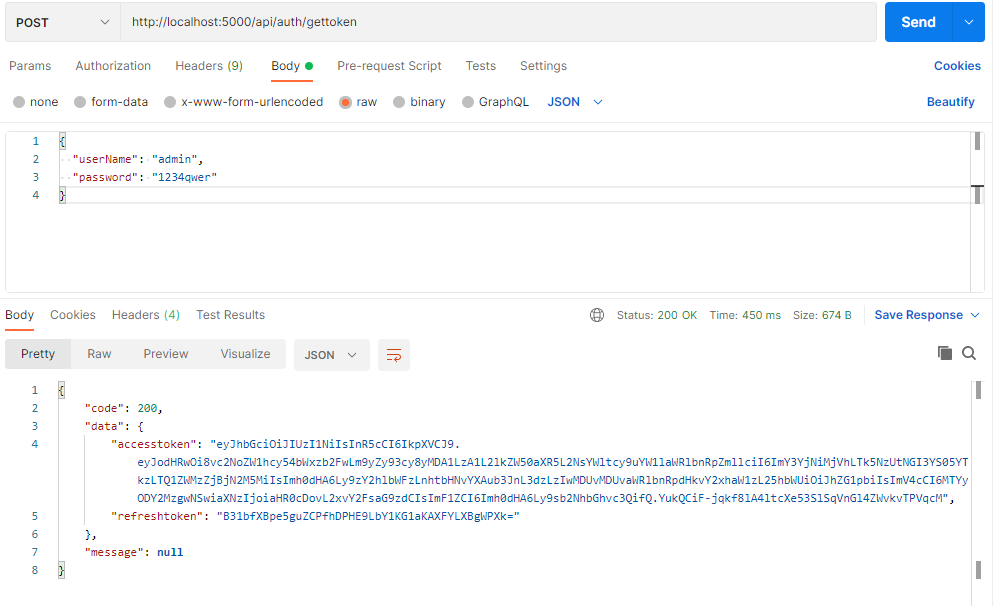 POST http://localhost:5000/api/auth/gettoken Send
Params Authorization Headers (9) Body Pre-request Script Tests Settings Cookies
none form-data x-www-form-urlencoded raw binary GraphQL JSON Beautify
1 {
2 "userName": "admin",
3 "password": "1234qwer"
4 }
Body Cookies Headers (4) Test Results Status: 200 OK Time: 450 ms Size: 674 B Save Response
Pretty Raw Preview Visualize JSON
1 {
2 "code": 200,
3 "data": {
4 "accesstoken": "eyJhbGciOiJIUzI1NiIsInR5cCI6IkpXVCJ9.
eyJodHRwOi8vc2NoZW1hcy54bWxzb2FwLm9yZy93cy8yMDA1LzA1L2lkZW50aXR5L2NsYWltcy9uYW1laWRlbnRpZmllciI6ImY3YjNiMjVhLTk5NzUtNGI3YS05YT
kzLTQ1ZWMzZjBjN2M5MiIsImh0dHA6Ly9zY2hlbWFzLnhtbHNvYXAub3JnL3dzLzIwMDUvMDUvaWRlbnRpdHkvY2xhaW1zL25hbWUiOiJhZG1pbiIsImV4cCI6MTYy
ODY2MzgwNSwiaXNzIjoiaHR0cDovL2xvY2FsaG9zdCIsImF1ZCI6Imh0dHA6Ly9sb2NhbGhvc3QifQ.YukQCiF-jqkf8lA4ltcXe53SlSqVnGl4ZWvkvTPVqcM",
5 "refreshtoken": "B31bfXBpe5guZCPfhDPHE9LbY1KG1aKAXFYLXBgWPXk="
6 },
7 "message": null
8 }